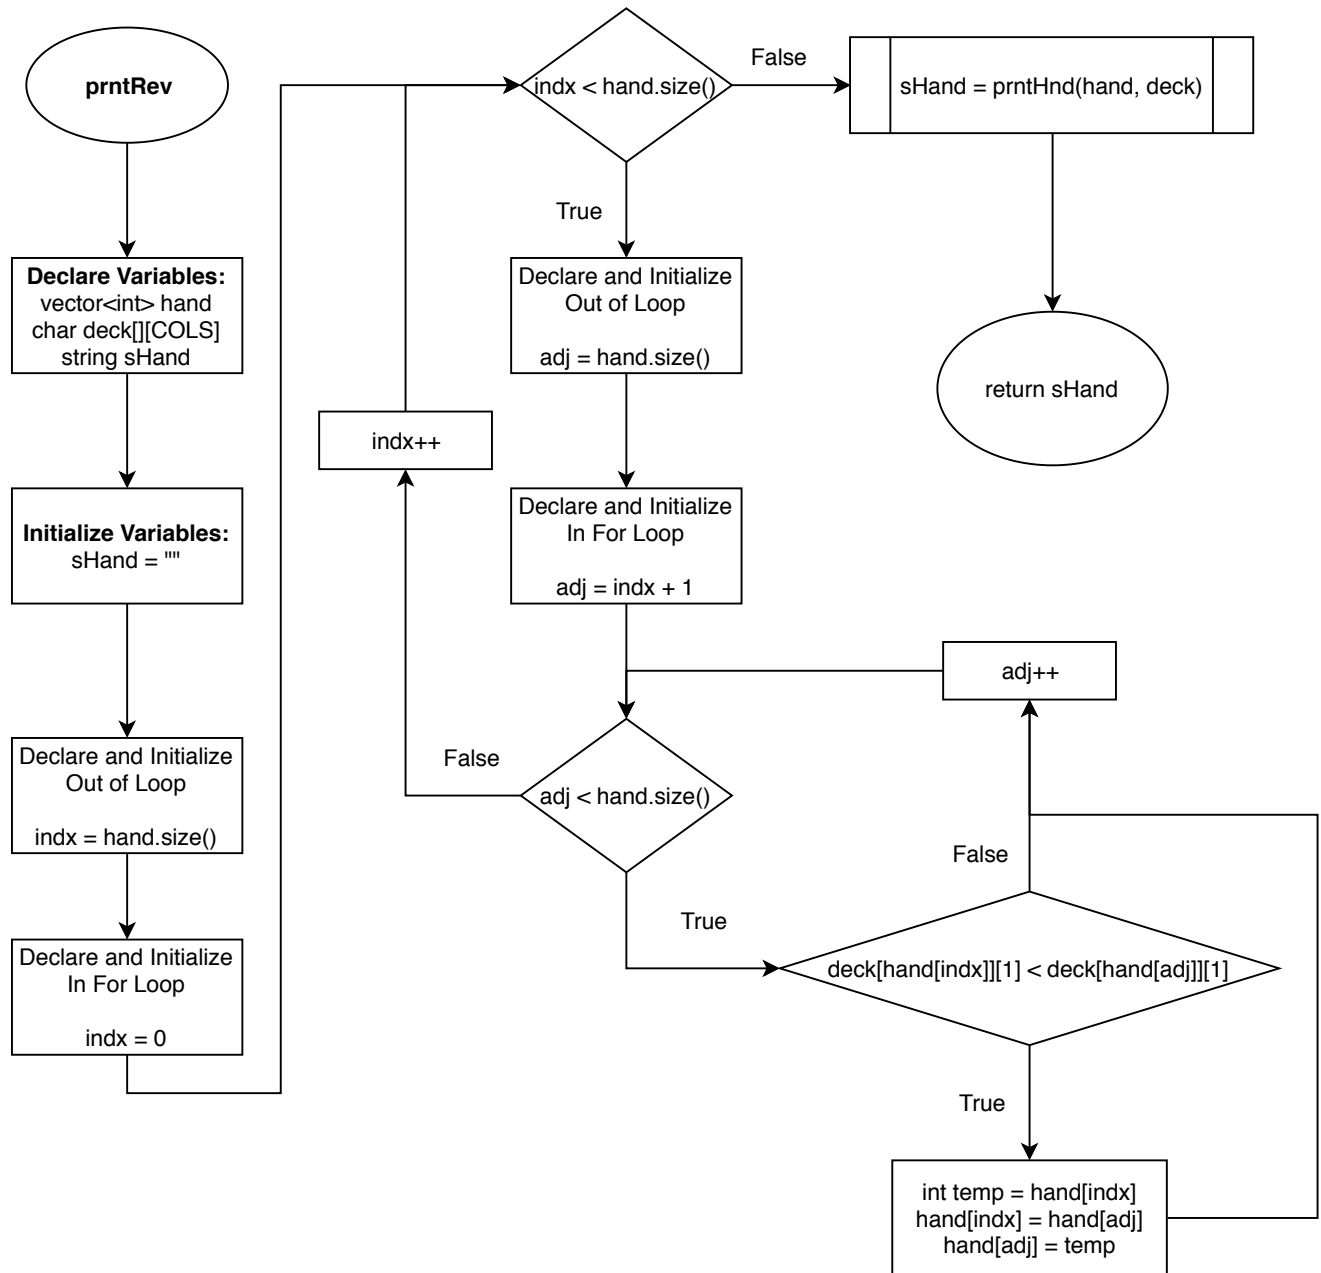 prntRev
Declare Variables:
vector<int> hand
char deck[][COLS]
string sHand
Initialize Variables:
sHand = ""
Declare and Initialize
Out of Loop
indx = hand.size()
Declare and Initialize
In For Loop
indx = 0
indx < hand.size()
False
sHand = prntHnd(hand, deck)
return sHand
True
Declare and Initialize
Out of Loop
adj = hand.size()
Declare and Initialize
In For Loop
adj = indx + 1
indx++
adj < hand.size()
False
True
adj++
False
deck[hand[indx]][1] < deck[hand[adj]][1]
True
int temp = hand[indx]
hand[indx] = hand[adj]
hand[adj] = temp